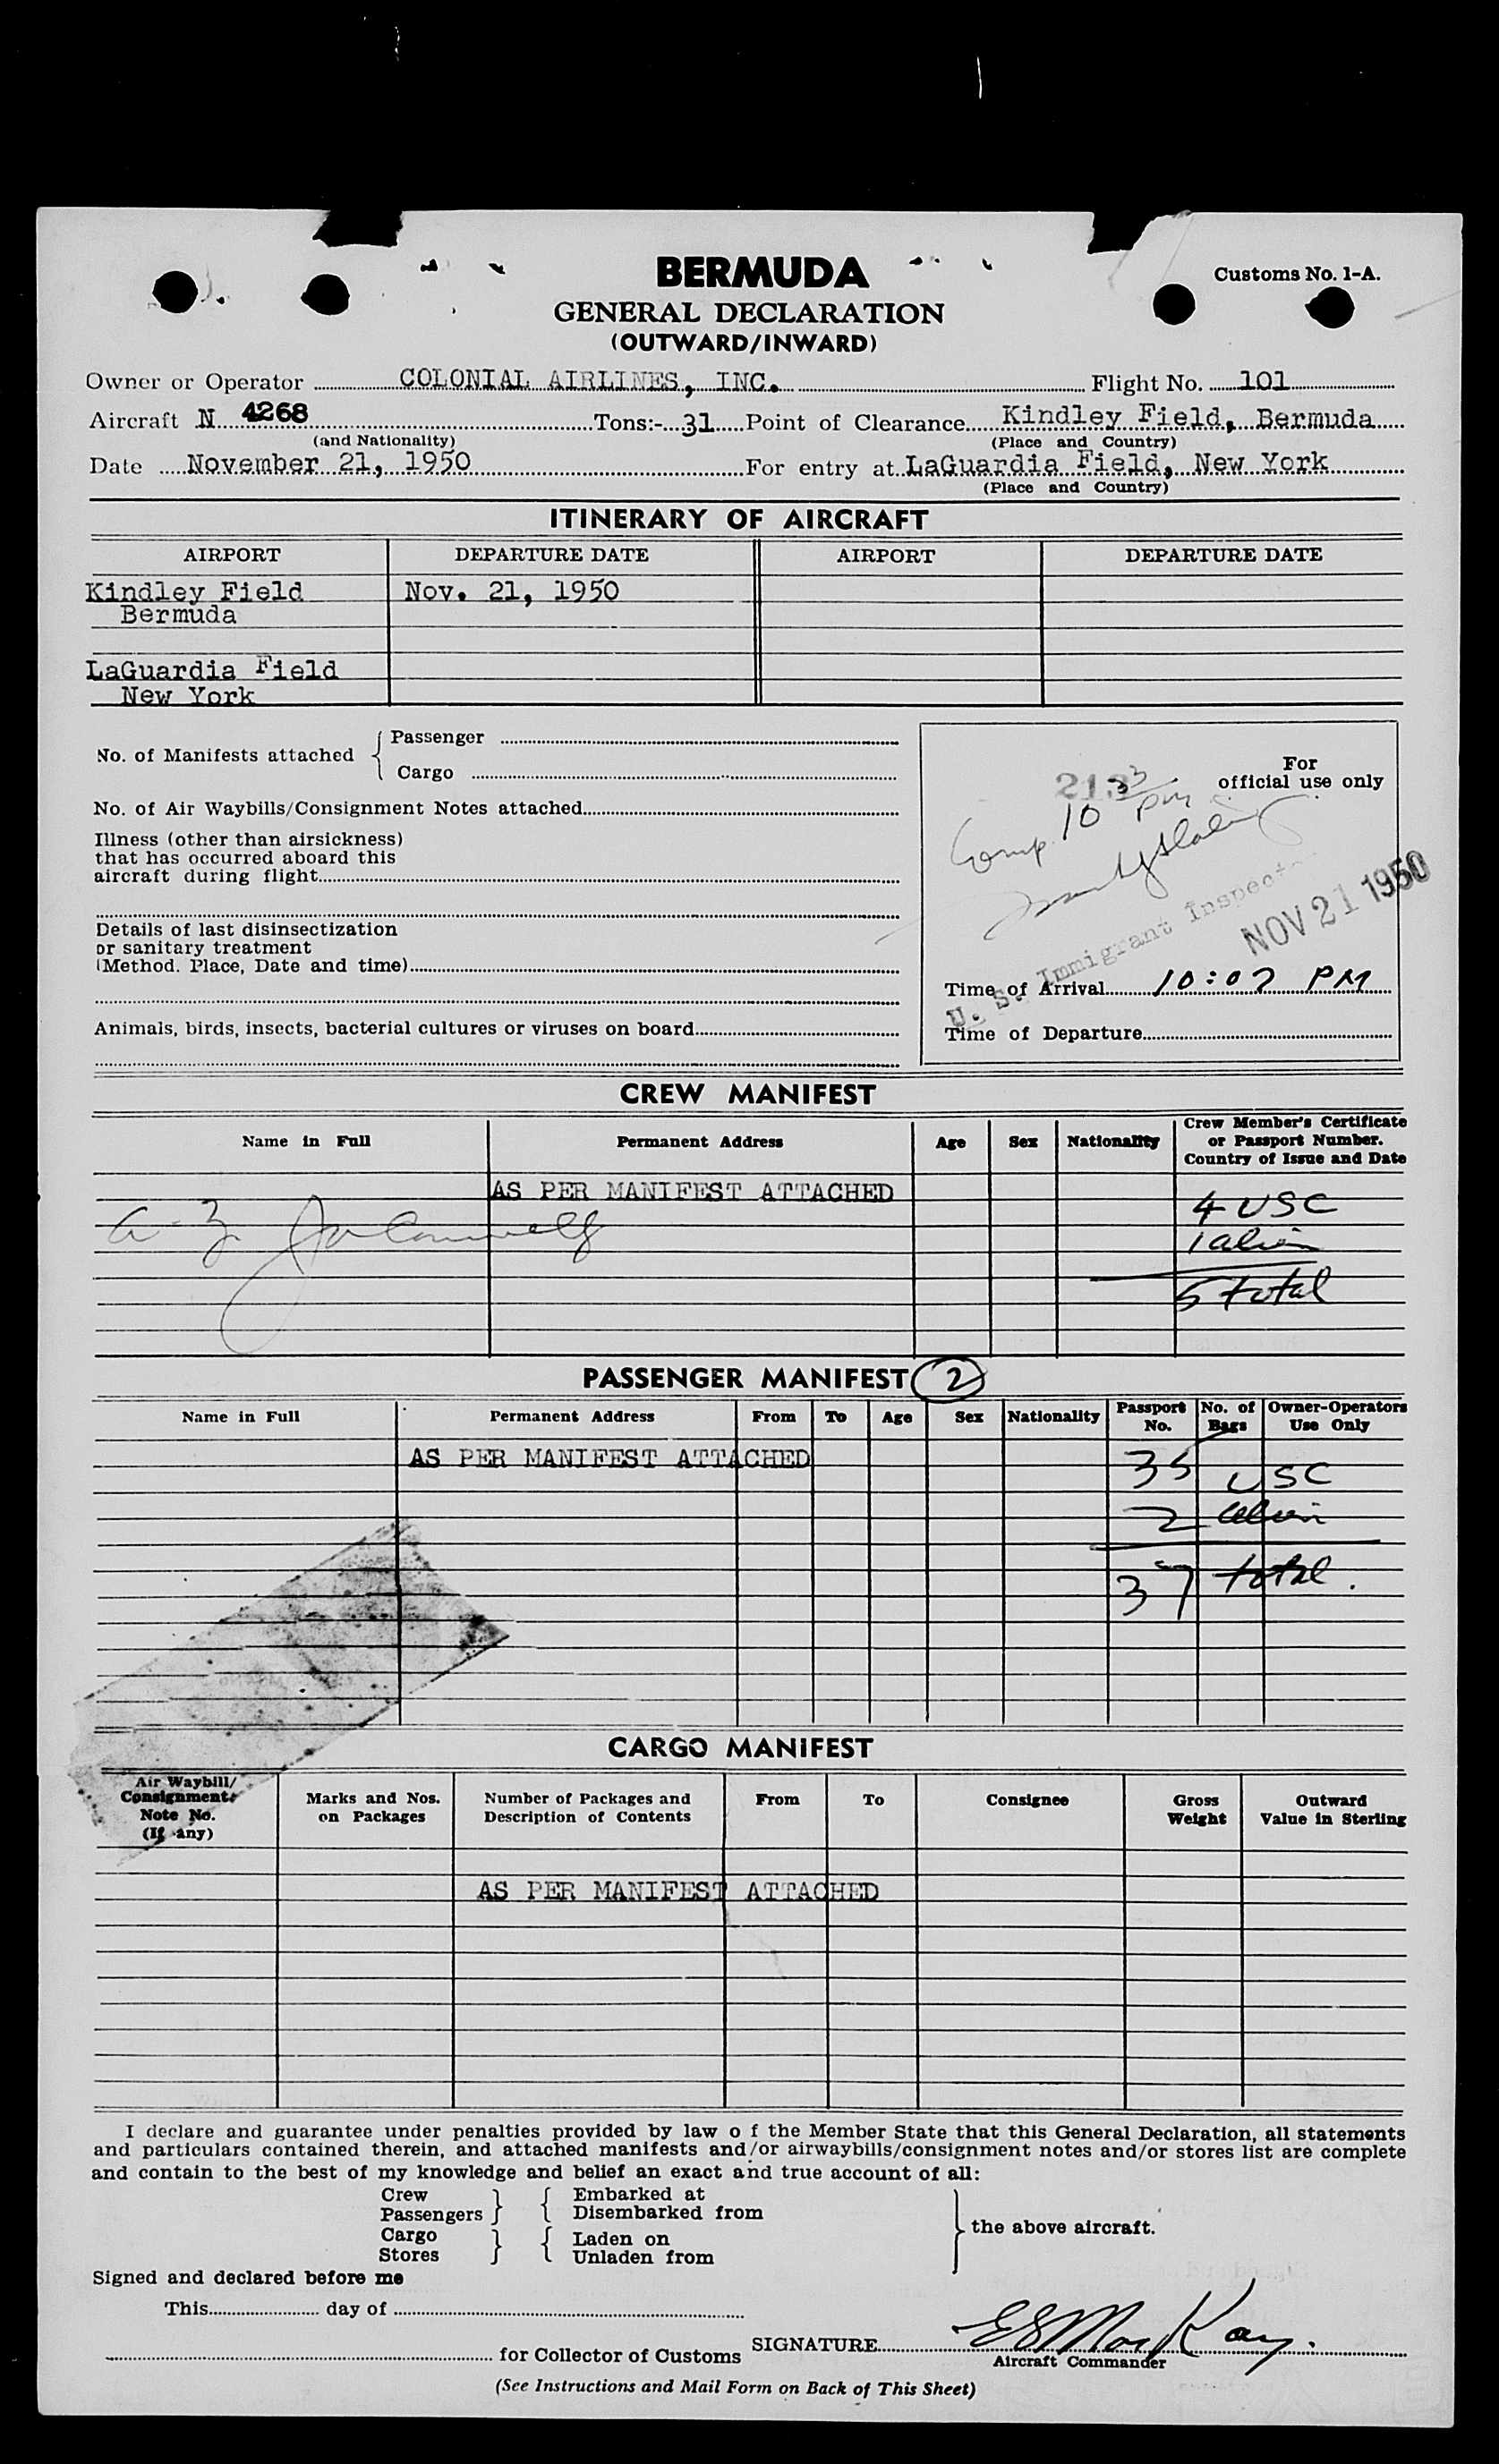 BERMUDA
Customs No. 1-A.
GENERAL DECLARATION
(OUTWARD/INWARD)
Owner or Operator COLONIAL AIRLINES, INC. Flight No. 101
Aircraft N 4268 Tons:- 31 Point of Clearance Kindley Field, Bermuda
(and Nationality) (Place and Country)
Date November 21, 1950 For entry at LaGuardia Field, New York
(Place and Country)
ITINERARY OF AIRCRAFT
AIRPORT DEPARTURE DATE AIRPORT DEPARTURE DATE
Kindley Field Nov. 21, 1950
Bermuda
LaGuardia Field
New York
No. of Manifests attached
Passenger
Cargo
No. of Air Waybills/Consignment Notes attached
Illness (other than airsickness)
that has occurred aboard this
aircraft during flight
Details of last disinsectization
or sanitary treatment
(Method. Place, Date and time)
Animals, birds, insects, bacterial cultures or viruses on board
For
official use only
Comp. 10 33 pm
U. S. Immigrant Inspector
NOV 21 1950
Time of Arrival 10:07 PM
Time of Departure
CREW MANIFEST
Name in Full Permanent Address Age Sex Nationality Crew Member's Certificate
or Passport Number.
Country of Issue and Date
AS PER MANIFEST ATTACHED
4 USC
1 alien
5 total
PASSENGER MANIFEST 2
Name in Full Permanent Address From To Age Sex Nationality Passport No. No. of Bags Owner-Operators Use Only
AS PER MANIFEST ATTACHED
35 USC
2 alien
37 total.
CARGO MANIFEST
Air Waybill/
Consignment
Note No.
(If any)
Marks and Nos.
on Packages
Number of Packages and
Description of Contents
From To Consignee
Gross
Weight
Outward
Value in Sterling
AS PER MANIFEST ATTACHED
I declare and guarantee under penalties provided by law o f the Member State that this General Declaration, all statements
and particulars contained therein, and attached manifests and/or airwaybills/consignment notes and/or stores list are complete
and contain to the best of my knowledge and belief an exact and true account of all:
Crew Embarked at
Passengers Disembarked from
the above aircraft.
Cargo Laden on
Stores Unladen from
Signed and declared before me
This day of
for Collector of Customs
SIGNATURE E S MacKay.
Aircraft Commander
(See Instructions and Mail Form on Back of This Sheet)